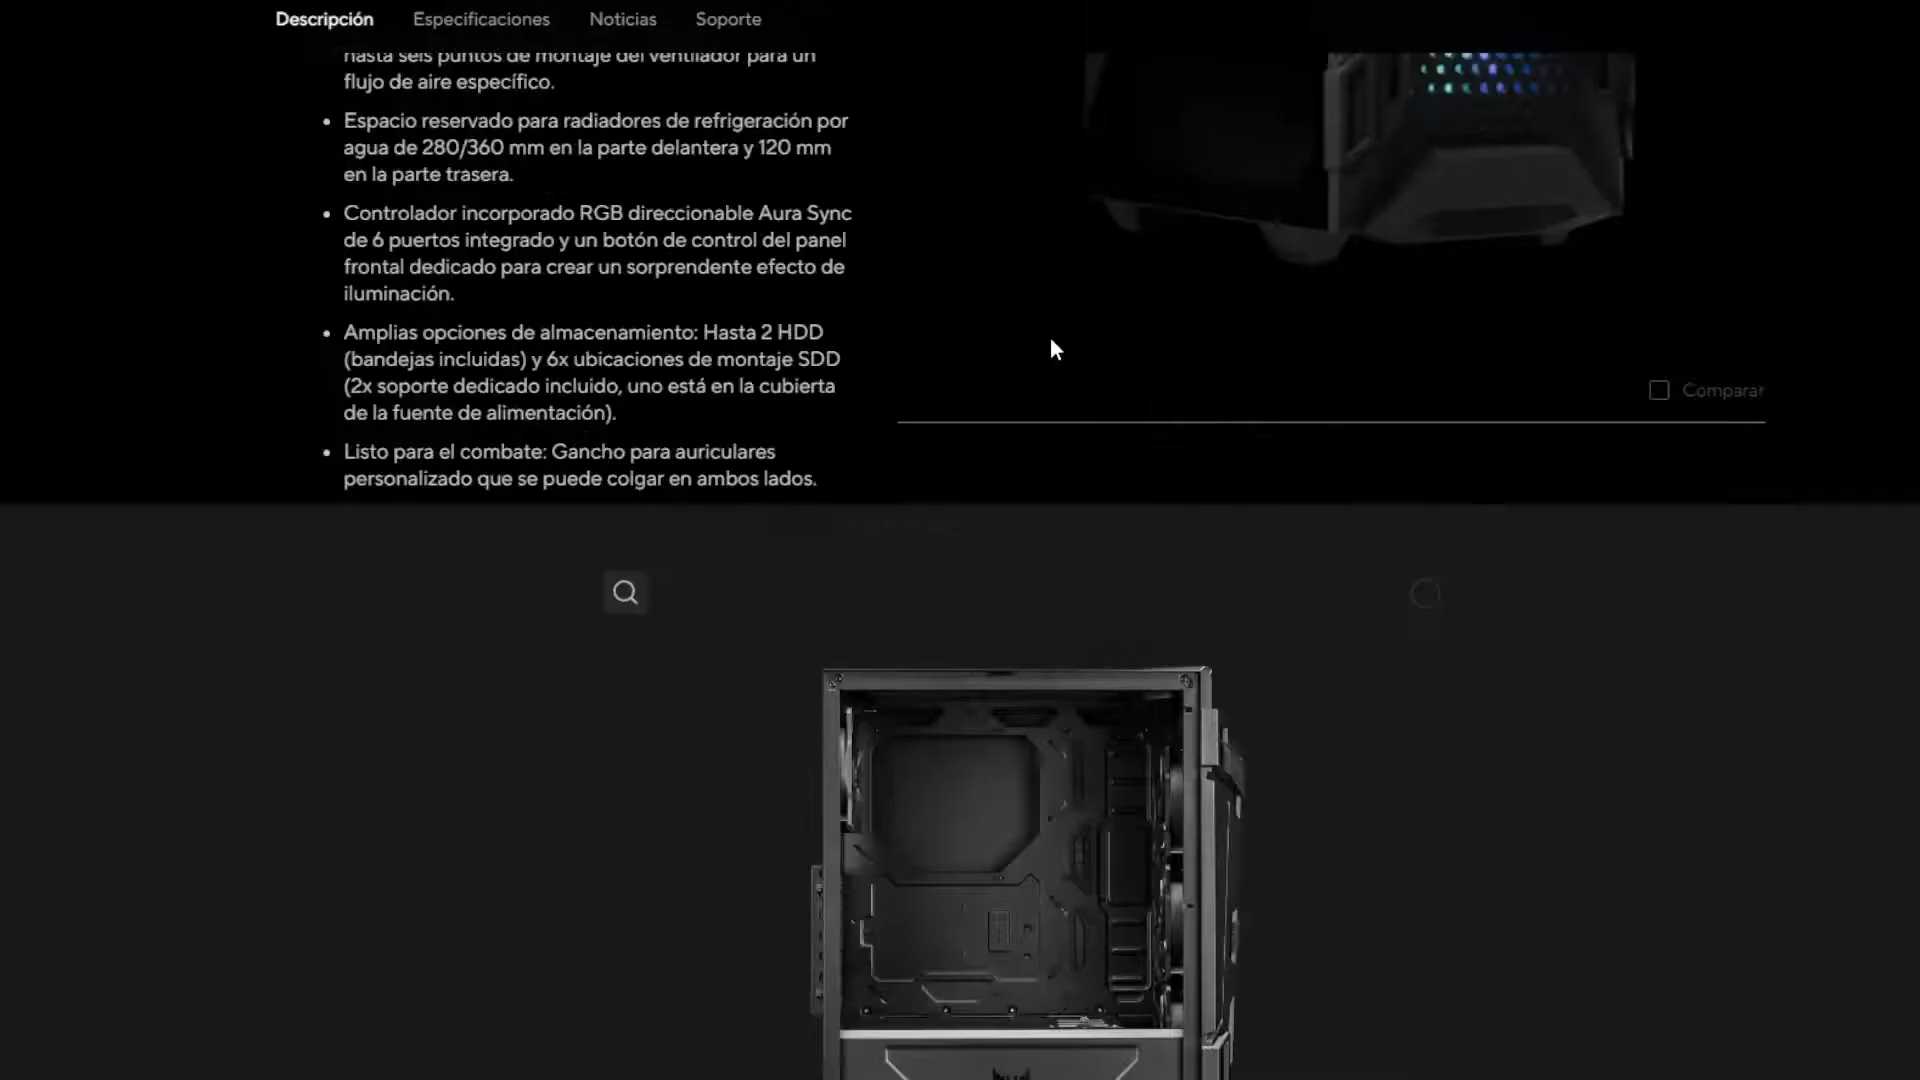 Descripción Especificaciones Noticias Soporte
hasta seis puntos de montaje del ventilador para un
flujo de aire específico.
Espacio reservado para radiadores de refrigeración por
agua de 280/360 mm en la parte delantera y 120 mm
en la parte trasera.
Controlador incorporado RGB direccionable Aura Sync
de 6 puertos integrado y un botón de control del panel
frontal dedicado para crear un sorprendente efecto de
iluminación.
Amplias opciones de almacenamiento: Hasta 2 HDD
(bandejas incluidas) y 6x ubicaciones de montaje SDD
(2x soporte dedicado incluido, uno está en la cubierta
de la fuente de alimentación).
Listo para el combate: Gancho para auriculares
personalizado que se puede colgar en ambos lados.
Comparar